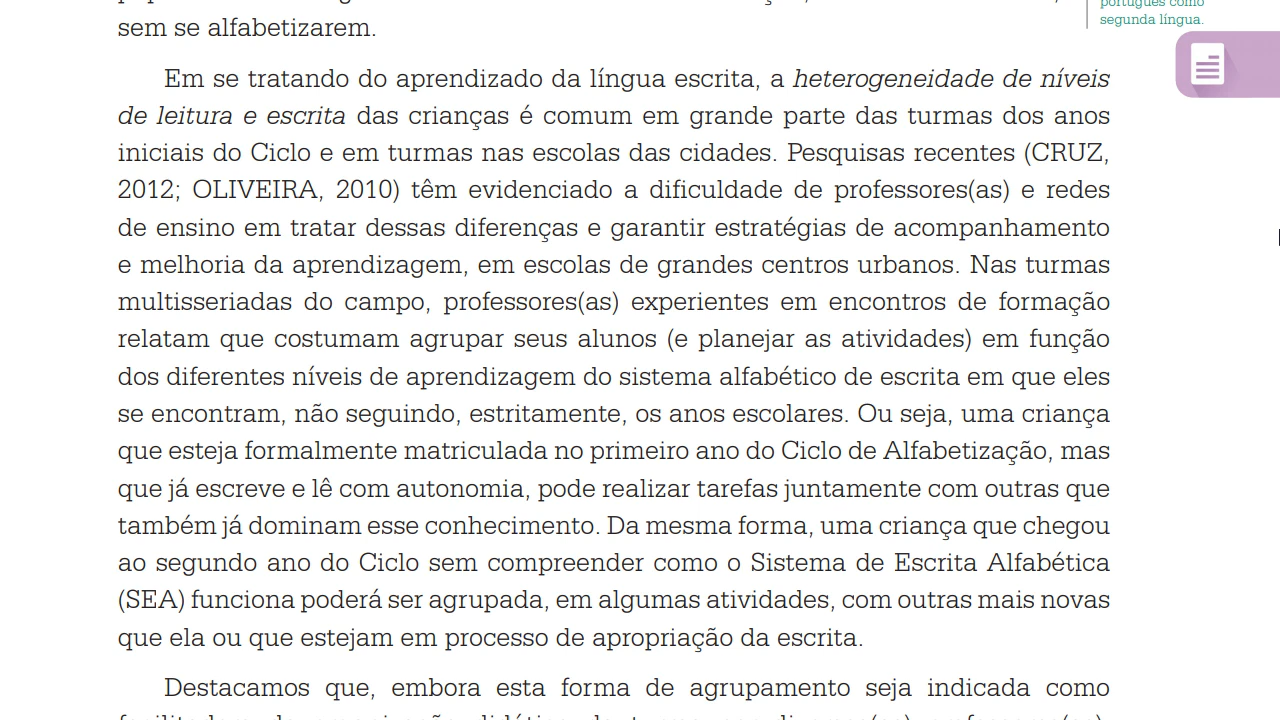 português como
segunda língua.
sem se alfabetizarem.
Em se tratando do aprendizado da língua escrita, a heterogeneidade de níveis
de leitura e escrita das crianças é comum em grande parte das turmas dos anos
iniciais do Ciclo e em turmas nas escolas das cidades. Pesquisas recentes (CRUZ,
2012; OLIVEIRA, 2010) têm evidenciado a dificuldade de professores(as) e redes
de ensino em tratar dessas diferenças e garantir estratégias de acompanhamento
e melhoria da aprendizagem, em escolas de grandes centros urbanos. Nas turmas
multisseriadas do campo, professores(as) experientes em encontros de formação
relatam que costumam agrupar seus alunos (e planejar as atividades) em função
dos diferentes níveis de aprendizagem do sistema alfabético de escrita em que eles
se encontram, não seguindo, estritamente, os anos escolares. Ou seja, uma criança
que esteja formalmente matriculada no primeiro ano do Ciclo de Alfabetização, mas
que já escreve e lê com autonomia, pode realizar tarefas juntamente com outras que
também já dominam esse conhecimento. Da mesma forma, uma criança que chegou
ao segundo ano do Ciclo sem compreender como o Sistema de Escrita Alfabética
(SEA) funciona poderá ser agrupada, em algumas atividades, com outras mais novas
que ela ou que estejam em processo de apropriação da escrita.
Destacamos que, embora esta forma de agrupamento seja indicada como